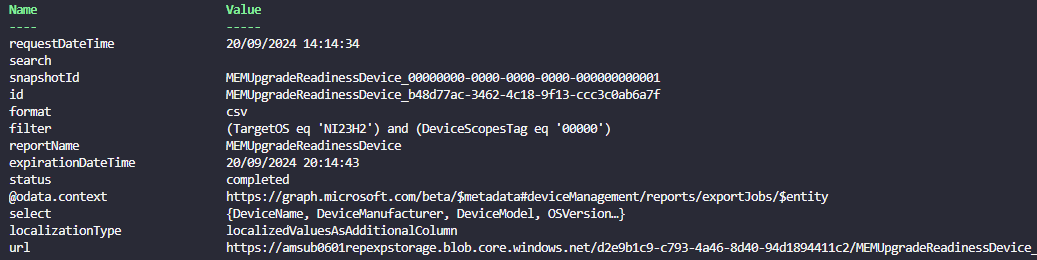 Name Value
---- -----
requestDateTime 20/09/2024 14:14:34
search
snapshotId MEMUpgradeReadinessDevice_00000000-0000-0000-0000-000000000001
id MEMUpgradeReadinessDevice_b48d77ac-3462-4c18-9f13-ccc3c0ab6a7f
format csv
filter (TargetOS eq 'NI23H2') and (DeviceScopesTag eq '00000')
reportName MEMUpgradeReadinessDevice
expirationDateTime 20/09/2024 20:14:43
status completed
@odata.context https://graph.microsoft.com/beta/$metadata#deviceManagement/reports/exportJobs/$entity
select {DeviceName, DeviceManufacturer, DeviceModel, OSVersion…}
localizationType localizedValuesAsAdditionalColumn
url https://amsub0601repexpstorage.blob.core.windows.net/d2e9b1c9-c793-4a46-8d40-94d1894411c2/MEMUpgradeReadinessDevice_